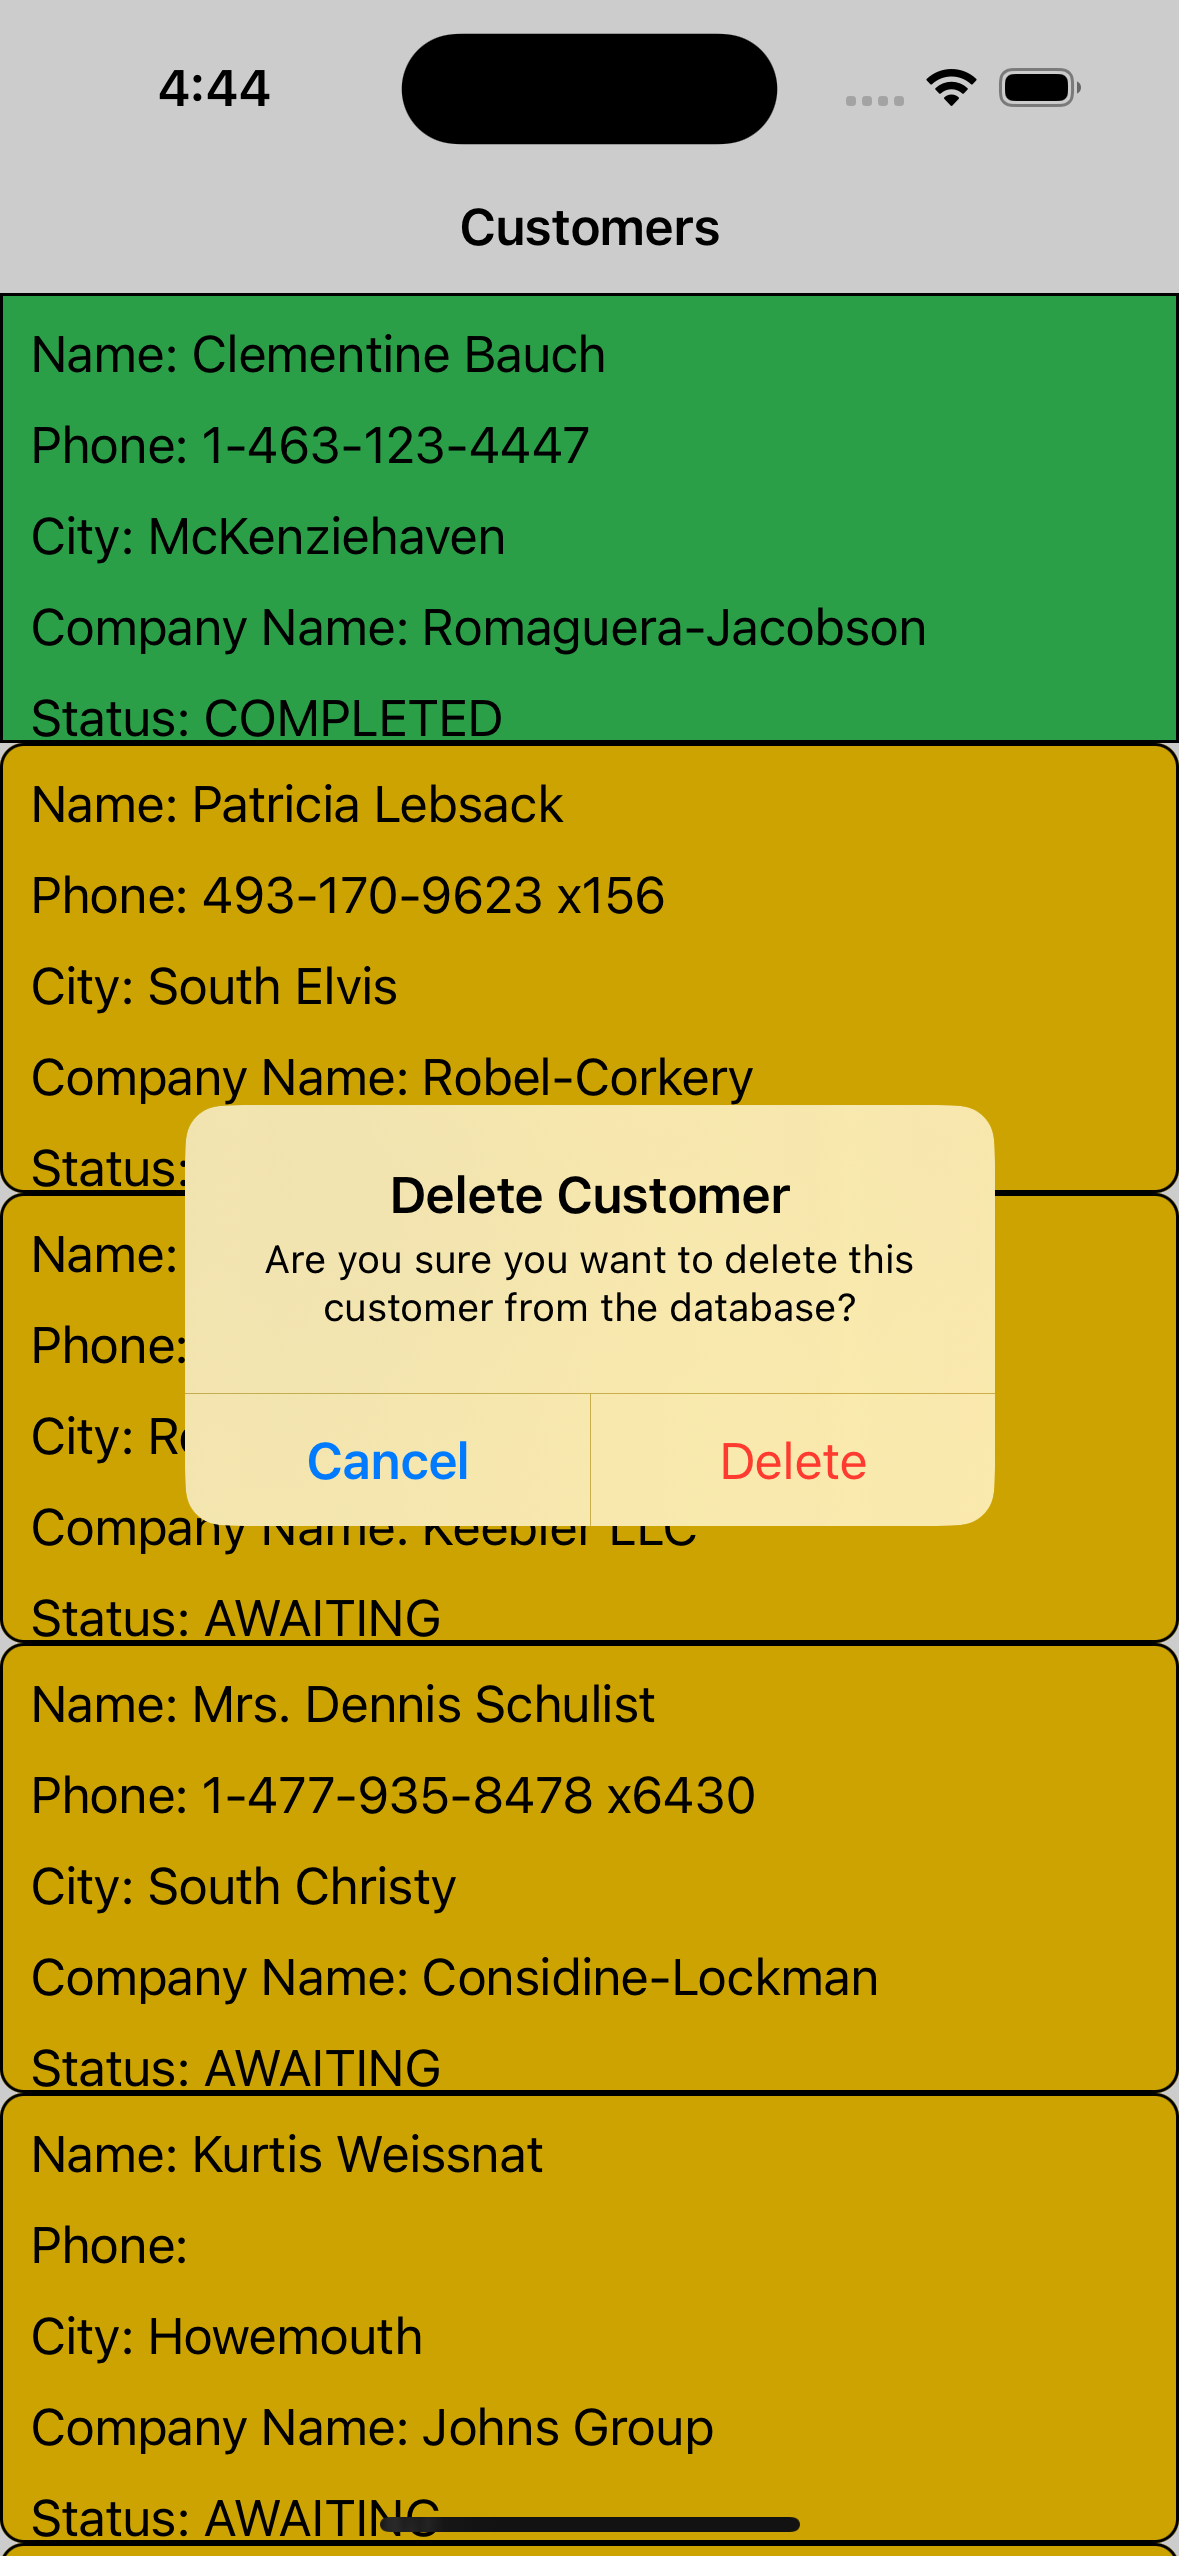 4:44
Customers
Name: Clementine Bauch
Phone: 1-463-123-4447
City: McKenziehaven
Company Name: Romaguera-Jacobson
Status: COMPLETED
Name: Patricia Lebsack
Phone: 493-170-9623 x156
City: South Elvis
Company Name: Robel-Corkery
Status:
Delete Customer
Are you sure you want to delete this
customer from the database?
Cancel
Delete
Name:
Phone:
City:
Company Name: Keebler LLC
Status: AWAITING
Name: Mrs. Dennis Schulist
Phone: 1-477-935-8478 x6430
City: South Christy
Company Name: Considine-Lockman
Status: AWAITING
Name: Kurtis Weissnat
Phone:
City: Howemouth
Company Name: Johns Group
Status: AWAITING